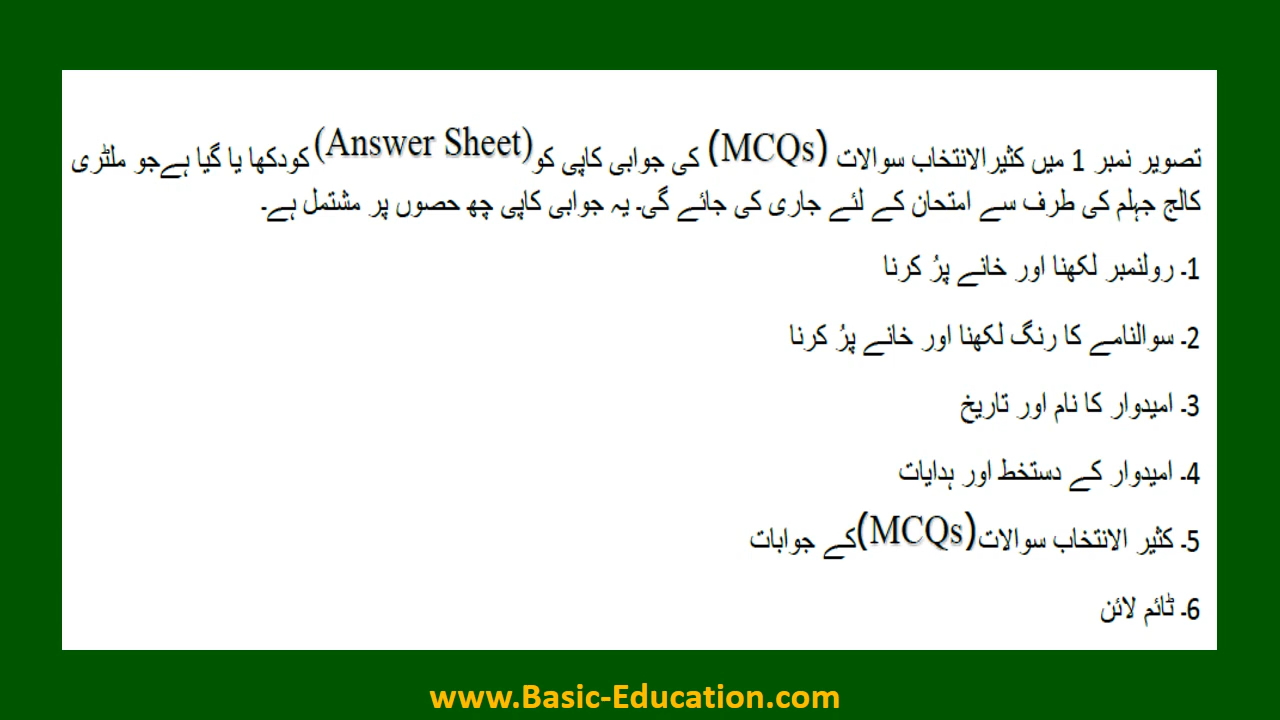 تصویر نمبر 1 میں کثیرالانتخاب سوالات (MCQs) کی جوابی کاپی کو(Answer Sheet) کودکھا یا گیا ہےجو ملٹری
کالج جہلم کی طرف سے امتحان کے لئے جاری کی جائے گی۔ یہ جوابی کاپی چھ حصوں پر مشتمل ہے۔
1۔ رولنمبر لکھنا اور خانے پرُ کرنا
2۔ سوالنامے کا رنگ لکھنا اور خانے پرُ کرنا
3۔ امیدوار کا نام اور تاریخ
4۔ امیدوار کے دستخط اور ہدایات
5۔ کثیر الانتخاب سوالات(MCQs)کے جوابات
6۔ ٹائم لائن
www.Basic-Education.com